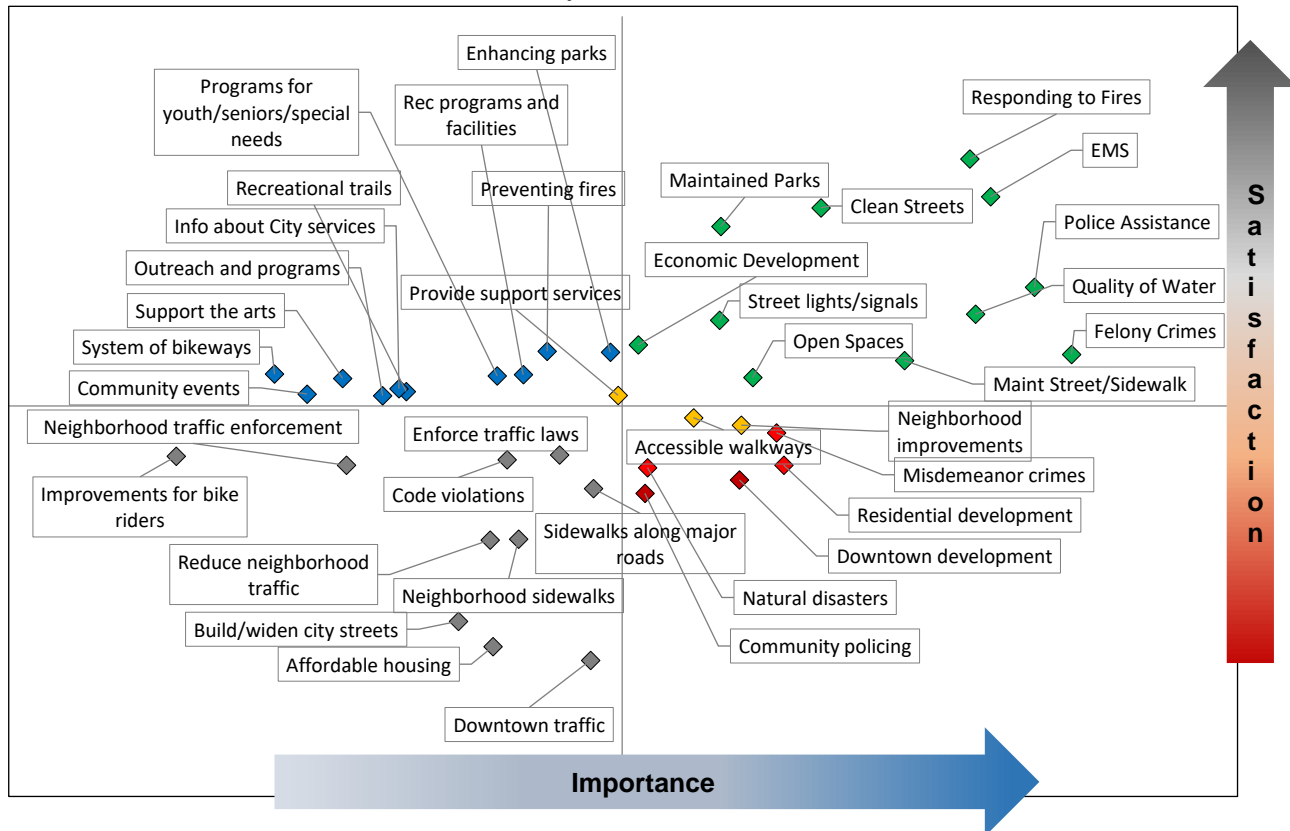 Enhancing parks
Programs for
youth/seniors/special
needs
Rec programs and
facilities
Responding to Fires
EMS
Recreational trails
Preventing fires
Maintained Parks
Clean Streets
Info about City services
Police Assistance
Outreach and programs
Economic Development
Provide support services
Quality of Water
Support the arts
Street lights/signals
Felony Crimes
System of bikeways
Open Spaces
Community events
Maint Street/Sidewalk
Neighborhood traffic enforcement
Enforce traffic laws
Accessible walkways
Neighborhood
improvements
Misdemeanor crimes
Improvements for bike
riders
Code violations
Residential development
Sidewalks along major
roads
Downtown development
Reduce neighborhood
traffic
Neighborhood sidewalks
Natural disasters
Build/widen city streets
Community policing
Affordable housing
Downtown traffic
Importance
Satisfaction